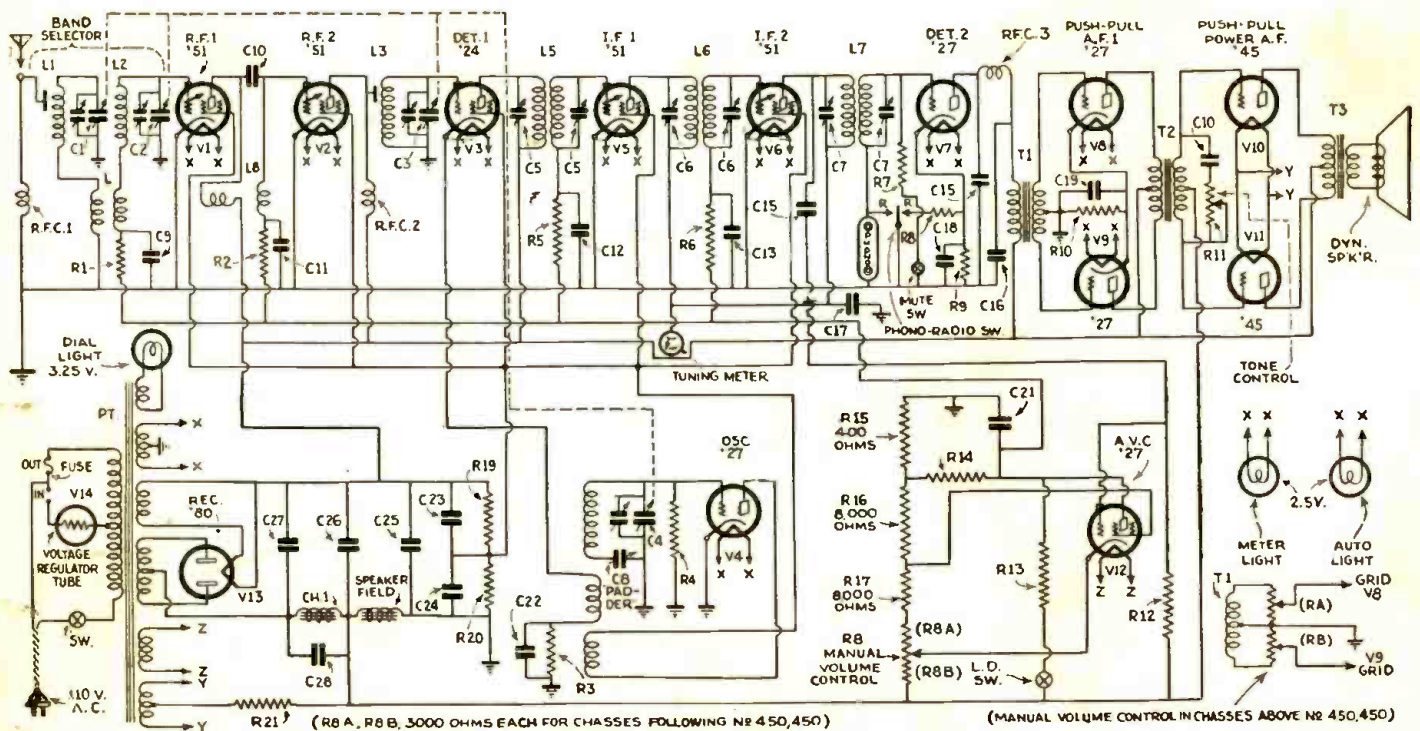 BAND SELECTOR
R.F.1 '51
C10
R.F.2 '51
L3
DET.1 '24
L5
I.F.1 '51
L6
I.F.2 '51
L7
DET.2 '27
R.F.C.3
PUSH-PULL A.F.1 '27
PUSH-PULL POWER A.F. '45
L1
L2
C1
C2
V1
X X
V2
X X
C3
V3
X X
C5
C5
V5
X X
C6
C6
V6
X X
C7
C7
V7
X X
T1
V8
X X
T2
C10
V10
T3
Y
Y
L8
R.F.C.1
R1
C9
R2
C11
R.F.C.2
R5
C12
R6
C13
C15
R7
R
R
R8
C18
C15
R9
C16
C19
R10
X X
V9
'27
R11
V11
'45
DYN. SP'K'R.
PHONO
MUTE SW
PHONO-RADIO SW.
C17
TUNING METER
TONE CONTROL
DIAL LIGHT 3.25 V.
PT.
X
X
OUT
FUSE
IN
V14
VOLTAGE REGULATOR TUBE
SW.
110 V. A.C.
REC. '80
V13
Z
Z
Y
Y
R21
C27
C26
C25
CH.1
SPEAKER FIELD
C28
C23
C24
R19
R20
C22
R3
C4
C8 PADDER
R4
OSC '27
V4
X X
R15 400 OHMS
C21
R14
R16 8,000 OHMS
R17 8000 OHMS
R8 MANUAL VOLUME CONTROL
(R8A)
(R8B)
R13
L.D. SW.
A.V.C '27
V12
Z Z
R12
X X
X X
2.5V.
METER LIGHT
AUTO LIGHT
T1
(RA)
(RB)
GRID V8
V9 GRID
(R8A, R8B, 3000 OHMS EACH FOR CHASSES FOLLOWING Nº 450,450)
(MANUAL VOLUME CONTROL IN CHASSES ABOVE Nº 450,450)